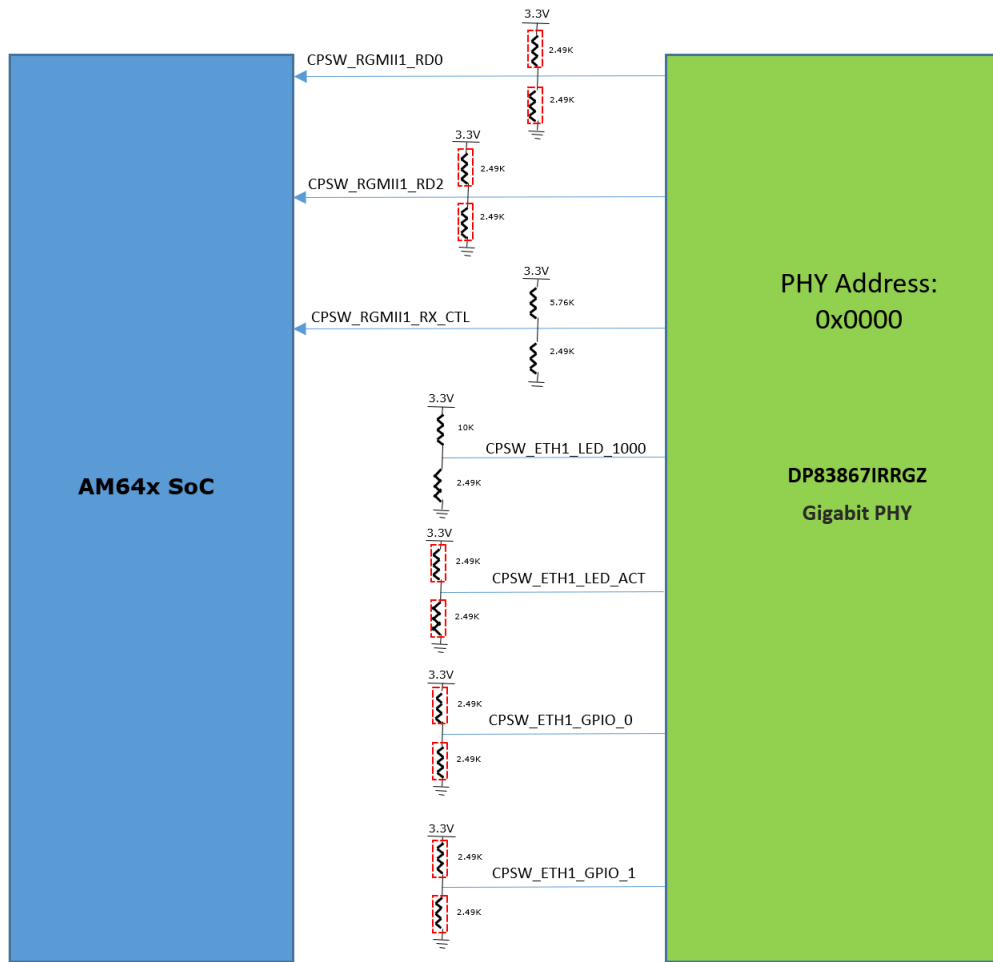 3.3V
2.49K
CPSW_RGMII1_RD0
2.49K
3.3V
2.49K
CPSW_RGMII1_RD2
2.49K
3.3V
5.76K
CPSW_RGMII1_RX_CTL
2.49K
PHY Address:
0x0000
3.3V
10K
CPSW_ETH1_LED_1000
2.49K
AM64x SoC
DP83867IRRGZ
Gigabit PHY
3.3V
2.49K
CPSW_ETH1_LED_ACT
2.49K
3.3V
2.49K
CPSW_ETH1_GPIO_0
2.49K
3.3V
2.49K
CPSW_ETH1_GPIO_1
2.49K